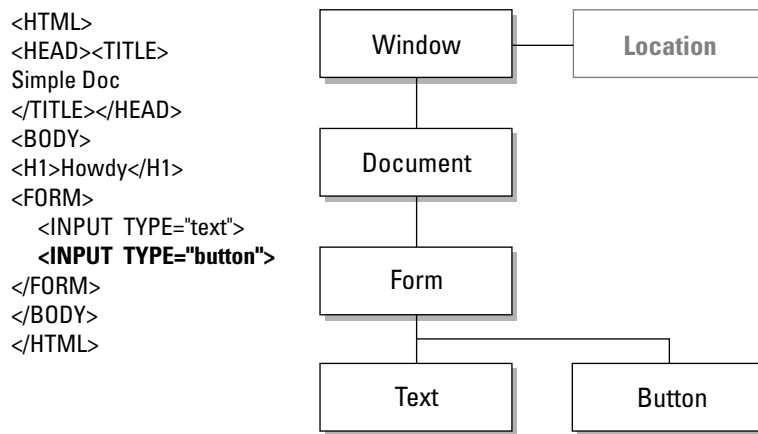 <HTML>
<HEAD><TITLE>
Simple Doc
</TITLE></HEAD>
<BODY>
<H1>Howdy</H1>
<FORM>
<INPUT TYPE="text">
<INPUT TYPE="button">
</FORM>
</BODY>
</HTML>
Window
Location
Document
Form
Text
Button